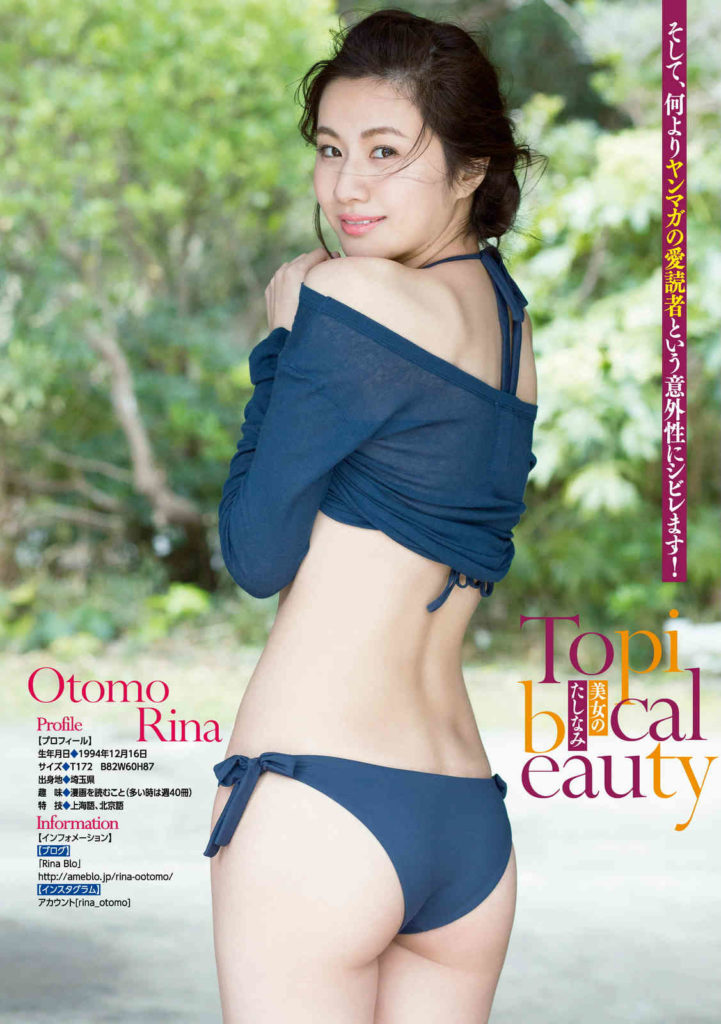 そして、何よりヤンマガの愛読者という意外性にシビレます!
Topi
cal
beauty
美女の
たしなみ
Otomo
Rina
Profile
【プロフィール】
生年月日◆1994年12月16日
サイズ◆T172 B82W60H87
出身地◆埼玉県
趣 味◆漫画を読むこと(多い時は週40冊)
特 技◆上海語、北京語
Information
【インフォメーション】
【ブログ】
「Rina Blo」
http://ameblo.jp/rina-ootomo/
【インスタグラム】
アカウント[rina_otomo]